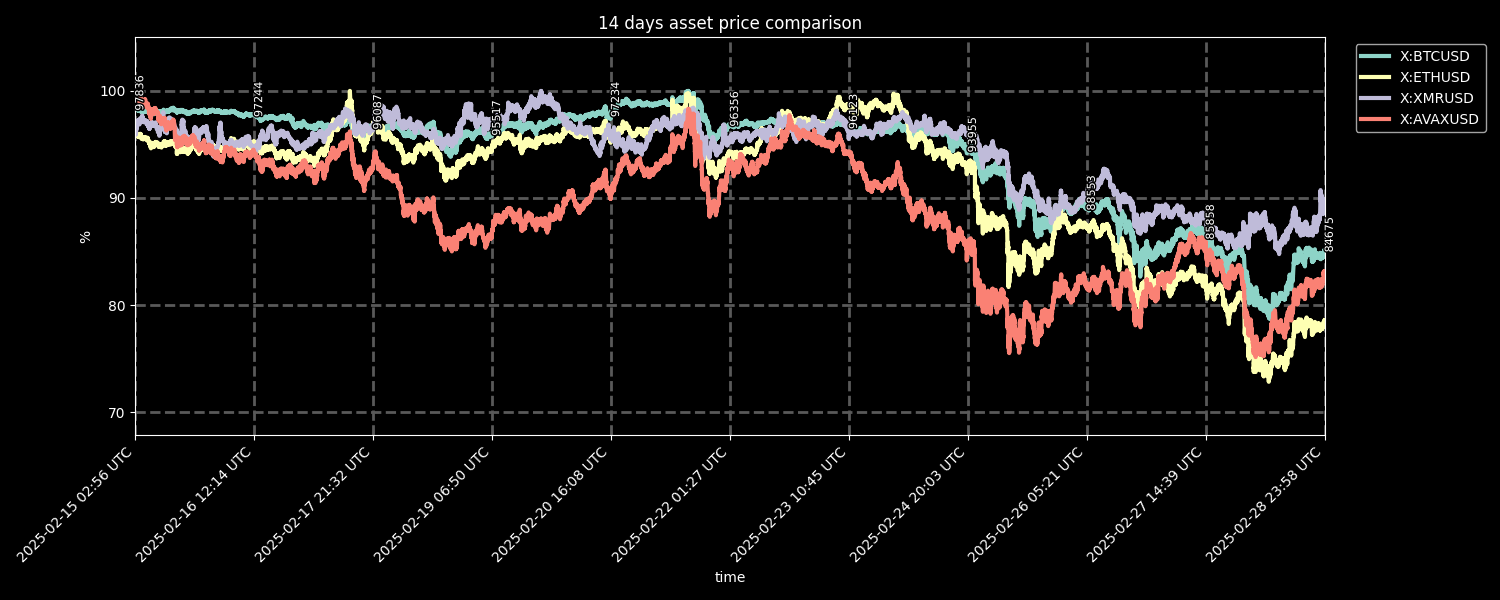 14 days asset price comparison
X:BTCUSD
X:ETHUSD
X:XMRUSD
X:AVAXUSD
100
90
80
70
%
97836
97244
96087
95517
97234
96356
96123
93955
88553
85858
84675
2025-02-15 02:56 UTC
2025-02-16 12:14 UTC
2025-02-17 21:32 UTC
2025-02-19 06:50 UTC
2025-02-20 16:08 UTC
2025-02-22 01:27 UTC
2025-02-23 10:45 UTC
2025-02-24 20:03 UTC
2025-02-26 05:21 UTC
2025-02-27 14:39 UTC
2025-02-28 23:58 UTC
time